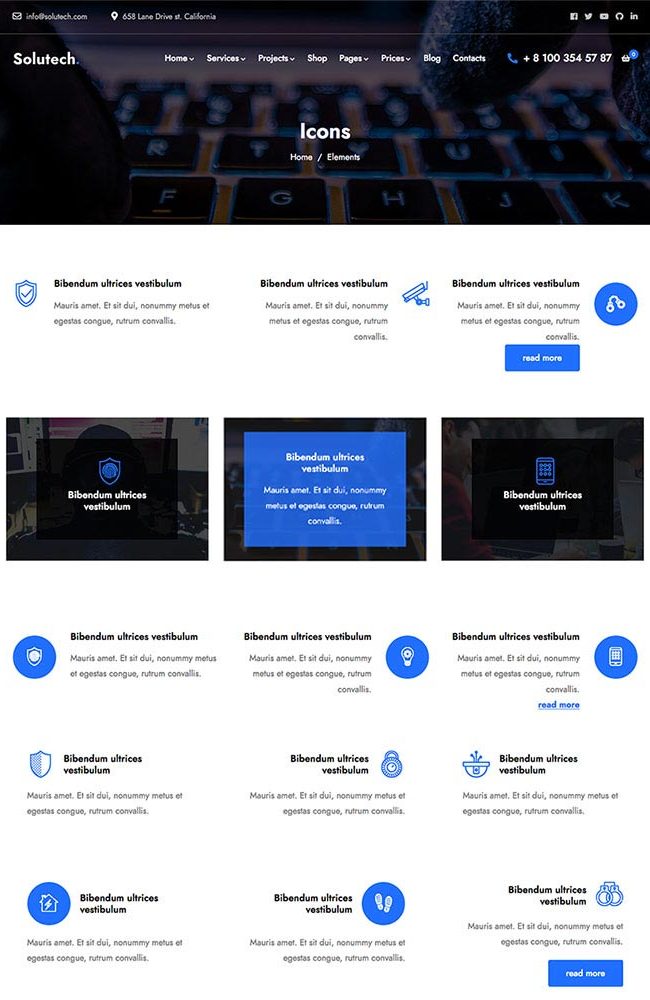 info@solutech.com 658 Lane Drive st. California
Solutech. Home Services Projects Shop Pages Prices Blog Contacts + 8 100 354 57 87 0
Icons
Home / Elements
Bibendum ultrices vestibulum
Mauris amet. Et sit dui, nonummy metus et
egestas congue, rutrum convallis.
Bibendum ultrices vestibulum
Mauris amet. Et sit dui, nonummy
metus et egestas congue, rutrum
convallis.
Bibendum ultrices vestibulum
Mauris amet. Et sit dui, nonummy
metus et egestas congue, rutrum
convallis.
read more
Bibendum ultrices
vestibulum
Bibendum ultrices
vestibulum
Mauris amet. Et sit dui, nonummy
metus et egestas congue, rutrum
convallis.
Bibendum ultrices
vestibulum
Bibendum ultrices vestibulum
Mauris amet. Et sit dui, nonummy metus
et egestas congue, rutrum convallis.
Bibendum ultrices vestibulum
Mauris amet. Et sit dui, nonummy
metus et egestas congue, rutrum
convallis.
Bibendum ultrices vestibulum
Mauris amet. Et sit dui, nonummy
metus et egestas congue, rutrum
convallis.
read more
Bibendum ultrices
vestibulum
Mauris amet. Et sit dui, nonummy metus et
egestas congue, rutrum convallis.
Bibendum ultrices
vestibulum
Mauris amet. Et sit dui, nonummy metus et
egestas congue, rutrum convallis.
Bibendum ultrices
vestibulum
Mauris amet. Et sit dui, nonummy metus et
egestas congue, rutrum convallis.
Bibendum ultrices
vestibulum
Mauris amet. Et sit dui, nonummy metus et
egestas congue, rutrum convallis.
Bibendum ultrices
vestibulum
Mauris amet. Et sit dui, nonummy metus et
egestas congue, rutrum convallis.
Bibendum ultrices
vestibulum
Mauris amet. Et sit dui, nonummy metus et
egestas congue, rutrum convallis.
read more